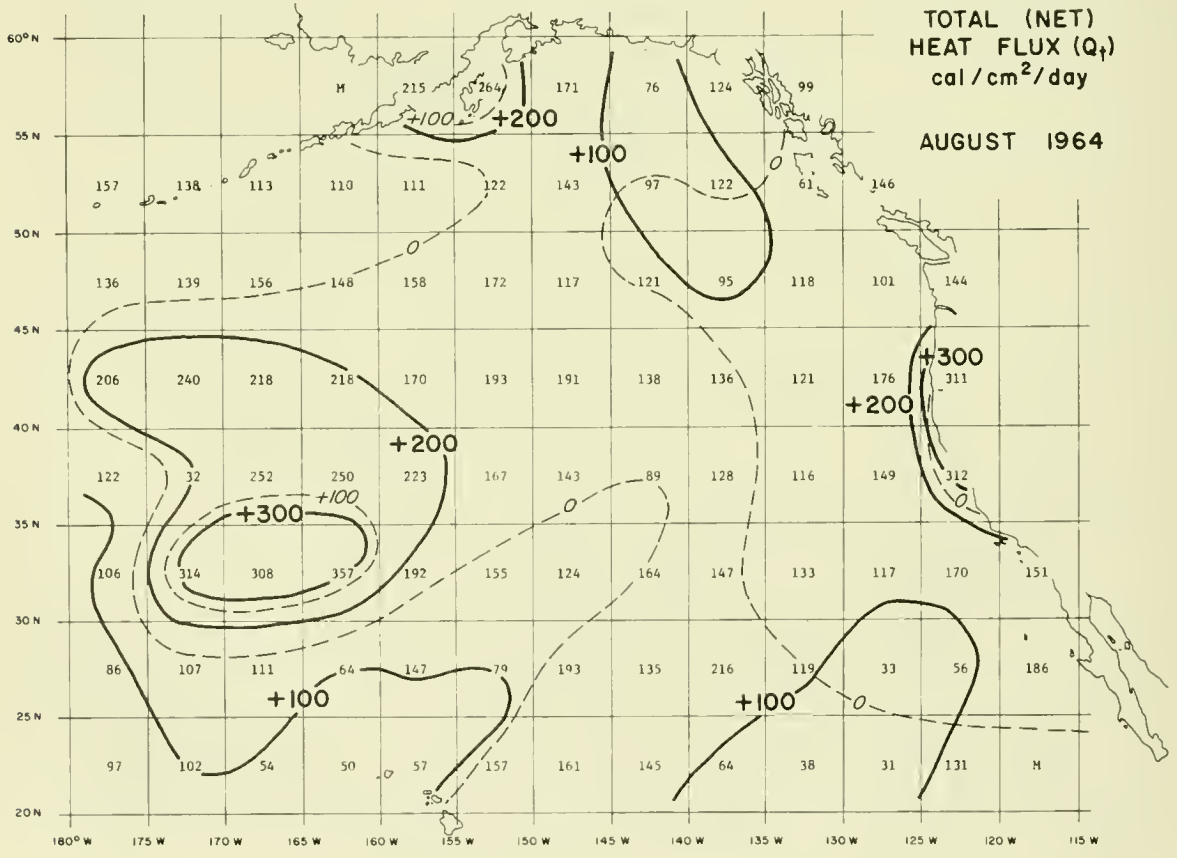 TOTAL (NET)
HEAT FLUX (Qt)
cal/cm²/day
AUGUST 1964
60° N
M 215 264 171 76 124 99
+100 +200
55 N
+100
0
157 138 113 110 111 122 143 97 122 61 146
50 N
0
136 139 156 148 158 172 117 121 95 118 101 144
45 N
+300
206 240 218 218 170 193 191 138 136 121 176 311
+200
40 N
+200
122 32 252 250 223 167 143 89 128 116 149 312
+100 0 0
+300
35 N
106 314 308 357 192 155 124 164 147 133 117 170 151
30 N
86 107 111 64 147 79 193 135 216 119 33 56 186
+100 +100 0
25 N
97 102 54 50 57 157 161 145 64 38 31 131 M
20 N
180° W 175 W 170 W 165 W 160 W 155 W 150 W 145 W 140 W 135 W 130 W 125 W 120 W 115 W